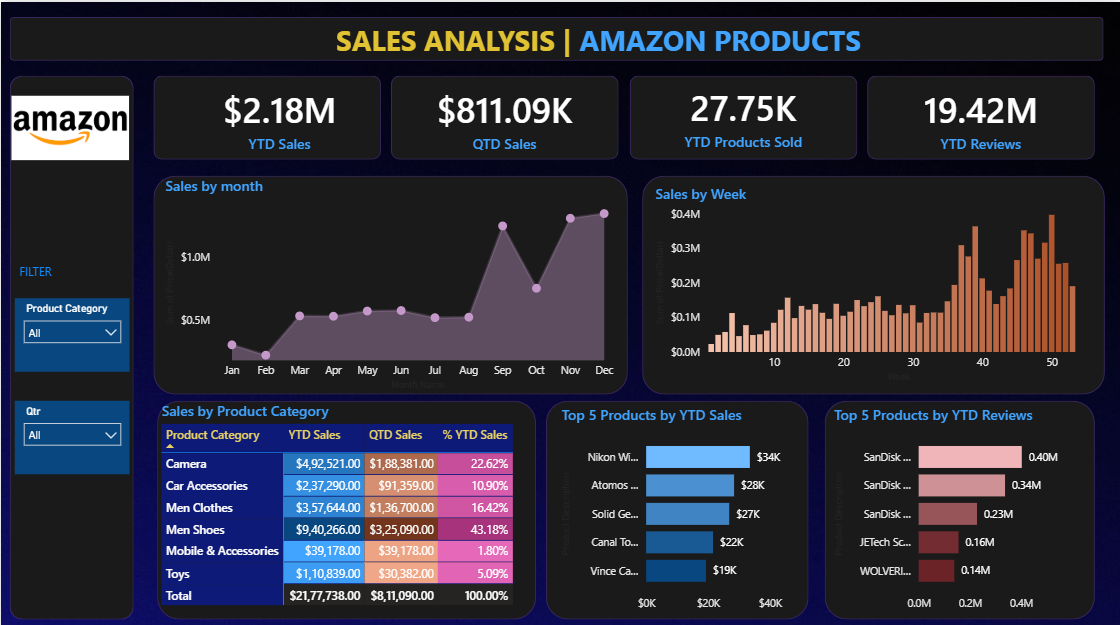 SALES ANALYSIS | AMAZON PRODUCTS
amazon
$2.18M
YTD Sales
$811.09K
QTD Sales
27.75K
YTD Products Sold
19.42M
YTD Reviews
FILTER
Product Category
All
Qtr
All
Sales by month
$1.0M
$0.5M
Jan Feb Mar Apr May Jun Jul Aug Sep Oct Nov Dec
Month Name
Sales by Week
$0.4M
$0.3M
$0.2M
$0.1M
$0.0M
10 20 30 40 50
Week
Sales by Product Category
Product Category YTD Sales QTD Sales % YTD Sales
Camera $4,92,521.00 $1,88,381.00 22.62%
Car Accessories $2,37,290.00 $91,359.00 10.90%
Men Clothes $3,57,644.00 $1,36,700.00 16.42%
Men Shoes $9,40,266.00 $3,25,090.00 43.18%
Mobile & Accessories $39,178.00 $39,178.00 1.80%
Toys $1,10,839.00 $30,382.00 5.09%
Total $21,77,738.00 $8,11,090.00 100.00%
Top 5 Products by YTD Sales
Product Description
Nikon Wi... $34K
Atomos ... $28K
Solid Ge... $27K
Canal To... $22K
Vince Ca... $19K
$0K $20K $40K
Top 5 Products by YTD Reviews
Product Description
SanDisk ... 0.40M
SanDisk ... 0.34M
SanDisk ... 0.23M
JETech Sc... 0.16M
WOLVERI... 0.14M
0.0M 0.2M 0.4M